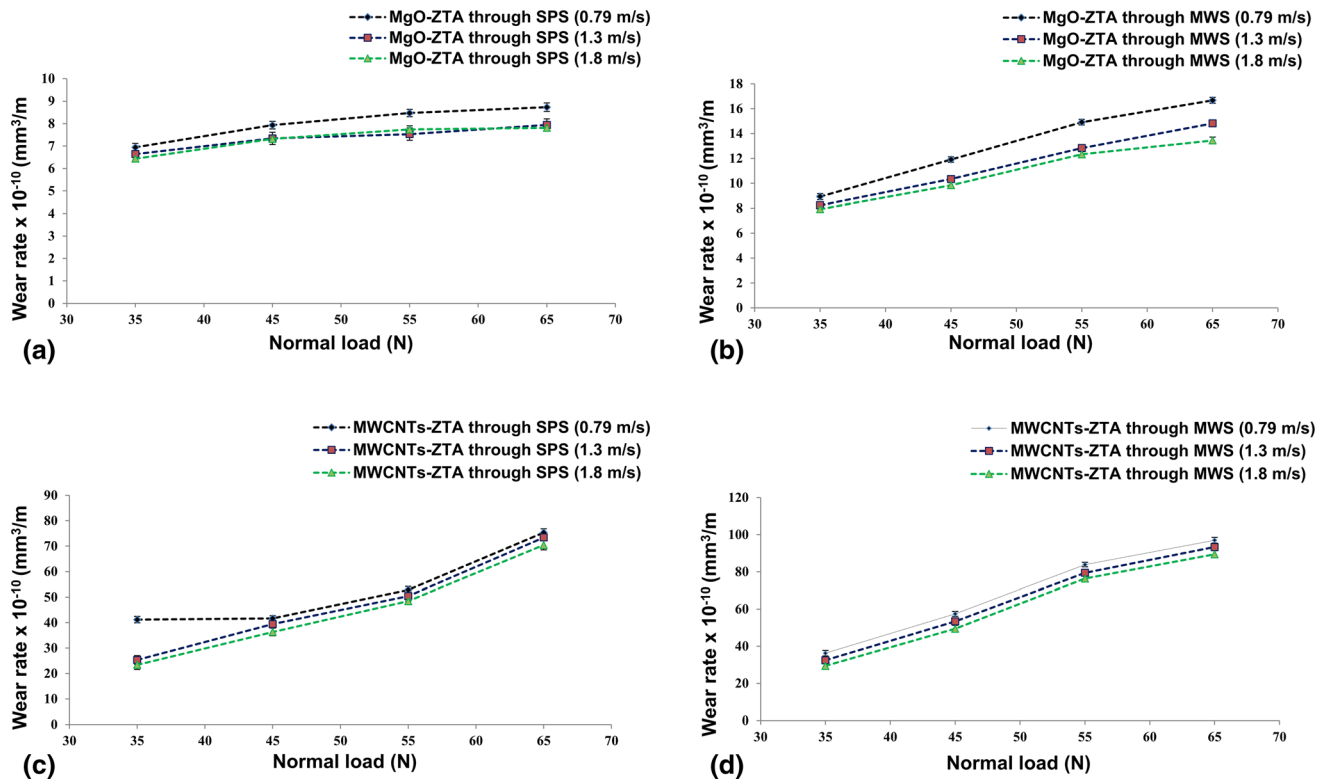 MgO-ZTA through SPS (0.79 m/s)
MgO-ZTA through SPS (1.3 m/s)
MgO-ZTA through SPS (1.8 m/s)
10
9
8
7
6
5
4
3
2
1
0
30 35 40 45 50 55 60 65 70
Wear rate x 10⁻¹⁰ (mm³/m)
Normal load (N)
(a)
MgO-ZTA through MWS (0.79 m/s)
MgO-ZTA through MWS (1.3 m/s)
MgO-ZTA through MWS (1.8 m/s)
18
16
14
12
10
8
6
4
2
0
30 35 40 45 50 55 60 65 70
Wear rate x 10⁻¹⁰ (mm³/m)
Normal load (N)
(b)
MWCNTs-ZTA through SPS (0.79 m/s)
MWCNTs-ZTA through SPS (1.3 m/s)
MWCNTs-ZTA through SPS (1.8 m/s)
90
80
70
60
50
40
30
20
10
0
30 35 40 45 50 55 60 65 70
Wear rate x 10⁻¹⁰ (mm³/m)
Normal load (N)
(c)
MWCNTs-ZTA through MWS (0.79 m/s)
MWCNTs-ZTA through MWS (1.3 m/s)
MWCNTs-ZTA through MWS (1.8 m/s)
120
100
80
60
40
20
0
30 35 40 45 50 55 60 65 70
Wear rate x 10⁻¹⁰ (mm³/m)
Normal load (N)
(d)